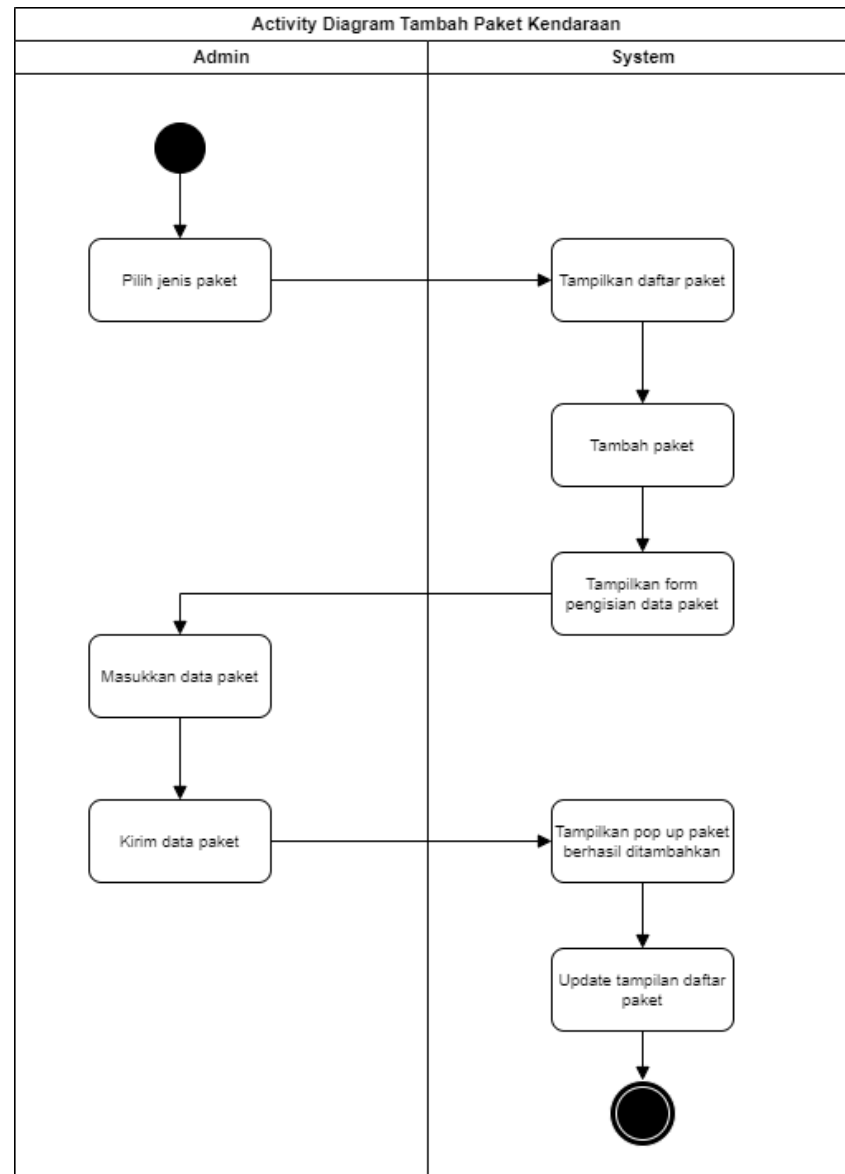 Activity Diagram Tambah Paket Kendaraan
Admin
System
Pilih jenis paket
Tampilkan daftar paket
Tambah paket
Tampilkan form
pengisian data paket
Masukkan data paket
Kirim data paket
Tampilkan pop up paket
berhasil ditambahkan
Update tampilan daftar
paket